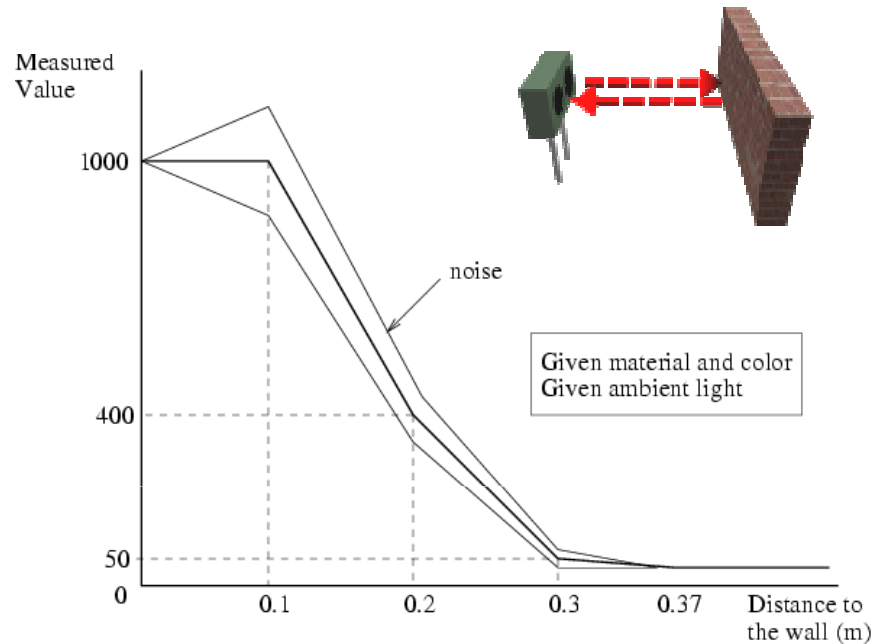 Measured
Value
1000
noise
Given material and color
Given ambient light
400
50
0
0.1 0.2 0.3 0.37 Distance to
the wall (m)